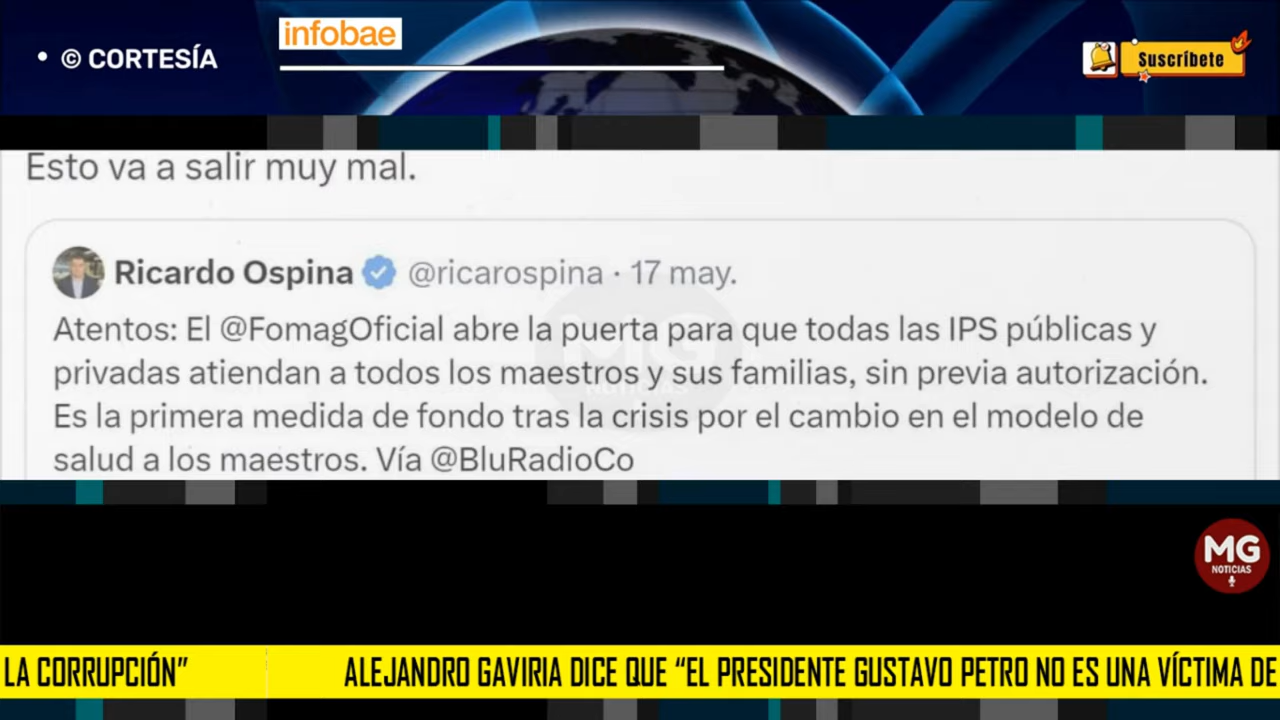 • © CORTESÍA
infobae
Suscríbete
Esto va a salir muy mal.
Ricardo Ospina @ricarospina · 17 may.
Atentos: El @FomagOficial abre la puerta para que todas las IPS públicas y
privadas atiendan a todos los maestros y sus familias, sin previa autorización.
Es la primera medida de fondo tras la crisis por el cambio en el modelo de
salud a los maestros. Vía @BluRadioCo
MG
NOTICIAS
MG
NOTICIAS
LA CORRUPCIÓN” ALEJANDRO GAVIRIA DICE QUE “EL PRESIDENTE GUSTAVO PETRO NO ES UNA VÍCTIMA DE